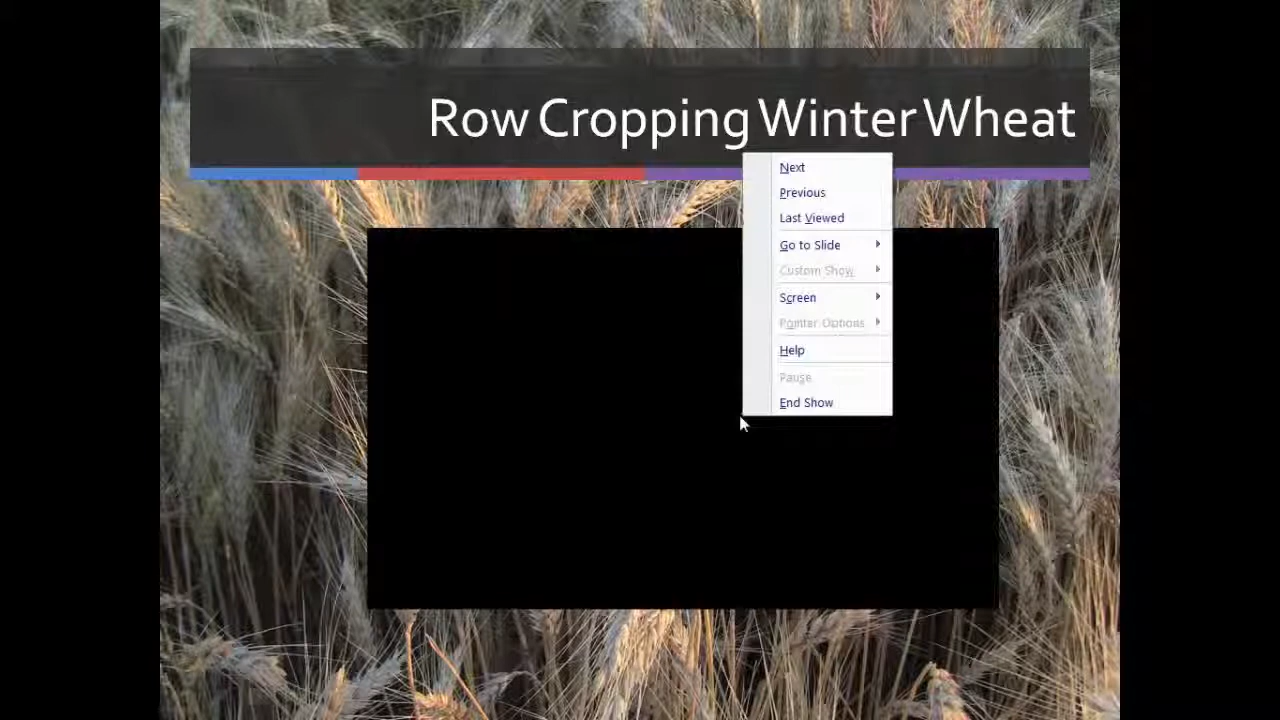 Row Cropping Winter Wheat
Next
Previous
Last Viewed
Go to Slide
Custom Show
Screen
Pointer Options
Help
Pause
End Show